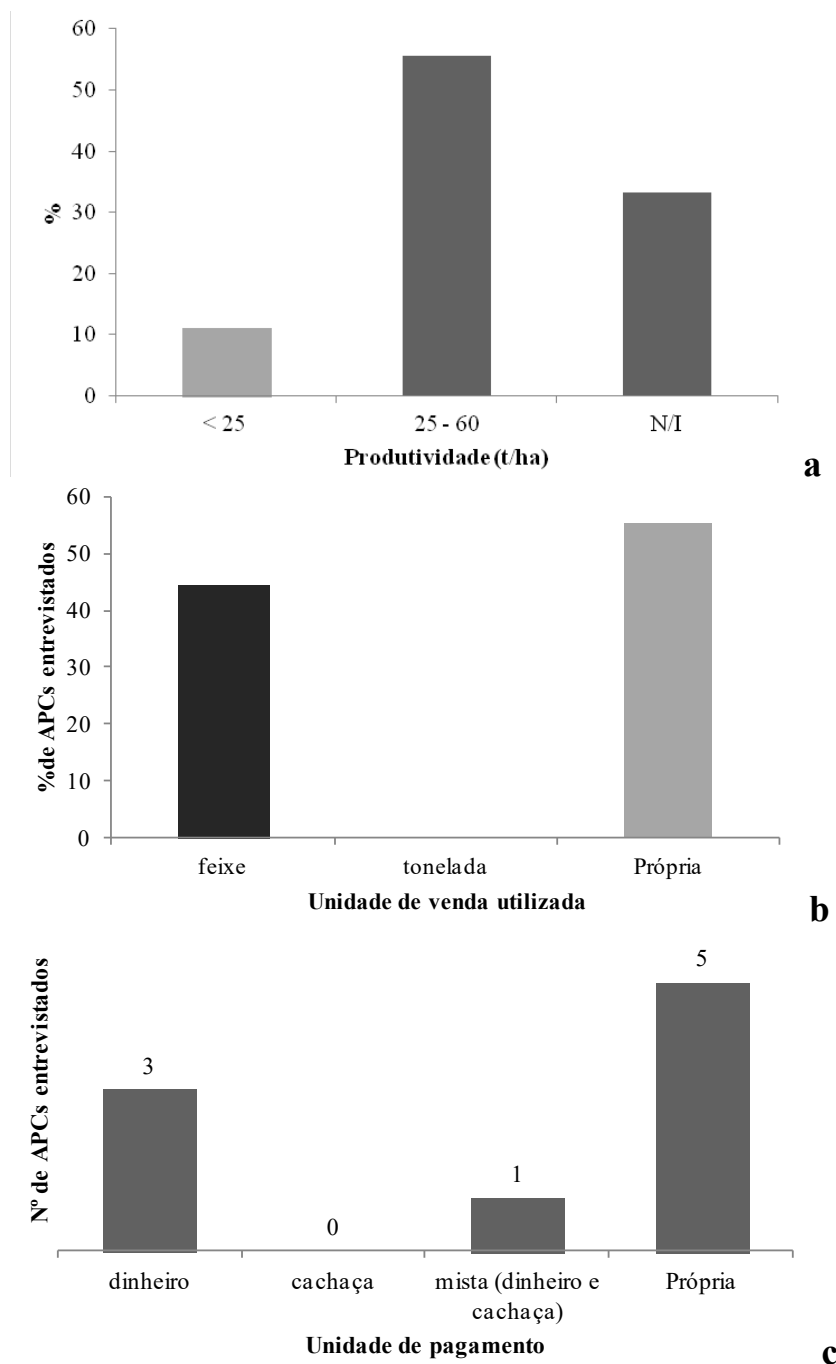 60
50
40
30
20
10
0
%
< 25 25 - 60 N/I
Produtividade (t/ha)
a
60
50
40
30
20
10
0
%de APCs entrevistados
feixe tonelada Própria
Unidade de venda utilizada
b
Nº de APCs entrevistados
3 0 1 5
dinheiro cachaça mista (dinheiro e Própria
cachaça)
Unidade de pagamento
c